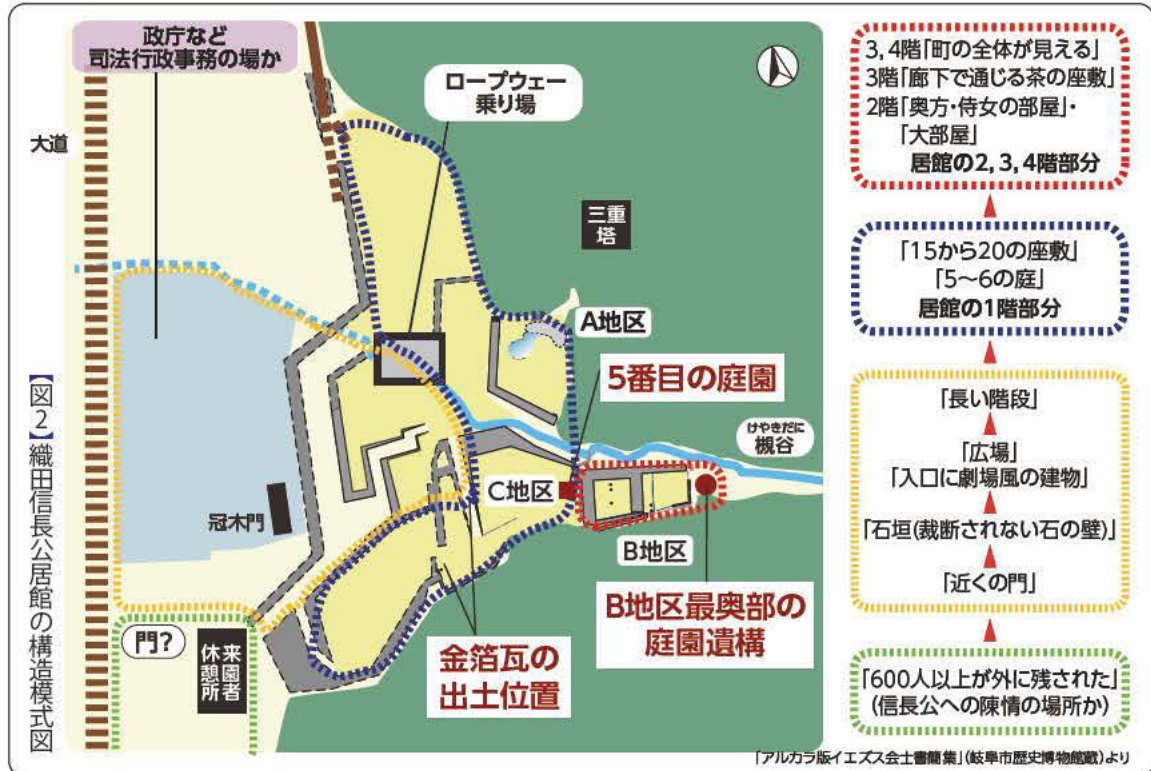 政庁など
司法行政事務の場か
大道
ロープウェー
乗り場
三重
塔
A地区
5番目の庭園
けやきだに
槻谷
C地区
B地区
B地区最奥部の
庭園遺構
冠木門
門?
来園者
休憩所
金箔瓦の
出土位置
【図2】織田信長公居館の構造模式図
3,4階「町の全体が見える」
3階「廊下で通じる茶の座敷」
2階「奥方・侍女の部屋」・
「大部屋」
居館の2,3,4階部分
「15から20の座敷」
「5～6の庭」
居館の1階部分
「長い階段」
「広場」
「入口に劇場風の建物」
「石垣(裁断されない石の壁)」
「近くの門」
「600人以上が外に残された」
(信長公への陳情の場所か)
「アルカラ版イエズス会士書簡集」(岐阜市歴史博物館蔵)より